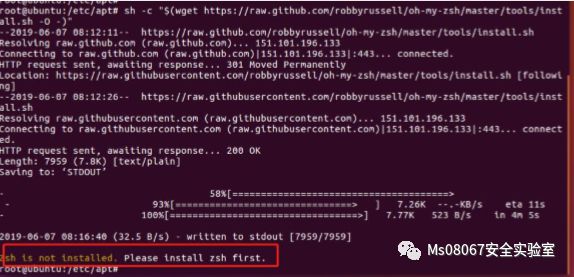 root@ubuntu:/etc/apt# sh -c "$(wget https://raw.github.com/robbyrussell/oh-my-zsh/master/tools/inst
all.sh -O -)"
--2019-06-07 08:12:11--  https://raw.github.com/robbyrussell/oh-my-zsh/master/tools/install.sh
Resolving raw.github.com (raw.github.com)... 151.101.196.133
Connecting to raw.github.com (raw.github.com)|151.101.196.133|:443... connected.
HTTP request sent, awaiting response... 301 Moved Permanently
Location: https://raw.githubusercontent.com/robbyrussell/oh-my-zsh/master/tools/install.sh [followi
ng]
--2019-06-07 08:12:26--  https://raw.githubusercontent.com/robbyrussell/oh-my-zsh/master/tools/inst
all.sh
Resolving raw.githubusercontent.com (raw.githubusercontent.com)... 151.101.196.133
Connecting to raw.githubusercontent.com (raw.githubusercontent.com)|151.101.196.133|:443... connect
ed.
HTTP request sent, awaiting response... 200 OK
Length: 7959 (7.8K) [text/plain]
Saving to: ‘STDOUT’
-                                 58%[=====================================>
 -                     93%[==============================>   ]   7.26K  --.-KB/s    eta 11s
 -                   100%[================================>]   7.77K   523 B/s    in 4m 5s
2019-06-07 08:16:40 (32.5 B/s) - written to stdout [7959/7959]
Zsh is not installed. Please install zsh first.
root@ubuntu:/etc/apt#
Ms08067安全实验室